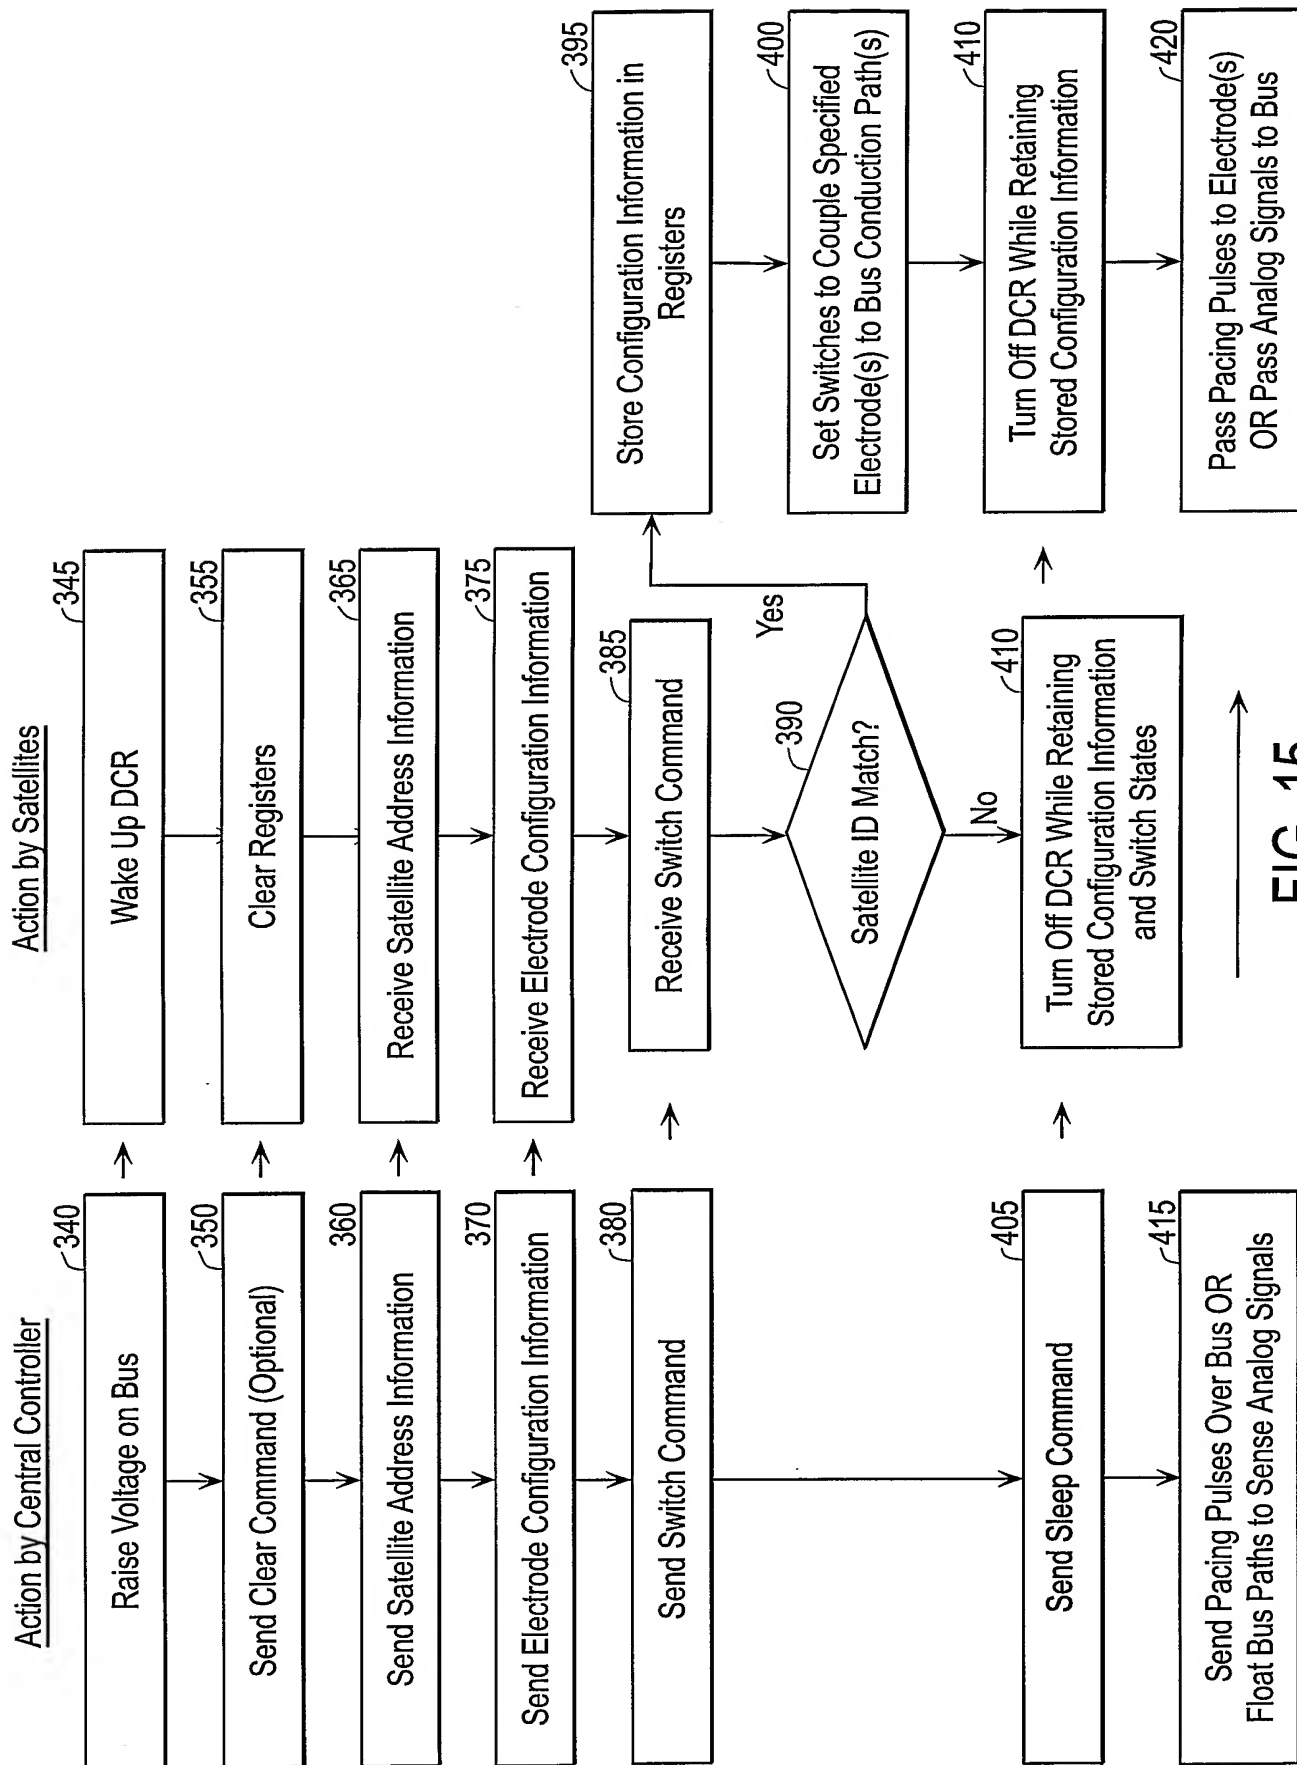 Action by Central Controller
340
Raise Voltage on Bus
350
Send Clear Command (Optional)
360
Send Satellite Address Information
370
Send Electrode Configuration Information
380
Send Switch Command
405
Send Sleep Command
415
Send Pacing Pulses Over Bus OR
Float Bus Paths to Sense Analog Signals
Action by Satellites
345
Wake Up DCR
355
Clear Registers
365
Receive Satellite Address Information
375
Receive Electrode Configuration Information
385
Receive Switch Command
390
Satellite ID Match?
Yes
No
410
Turn Off DCR While Retaining
Stored Configuration Information
and Switch States
395
Store Configuration Information in
Registers
400
Set Switches to Couple Specified
Electrode(s) to Bus Conduction Path(s)
410
Turn Off DCR While Retaining
Stored Configuration Information
420
Pass Pacing Pulses to Electrode(s)
OR Pass Analog Signals to Bus
FIG. 15